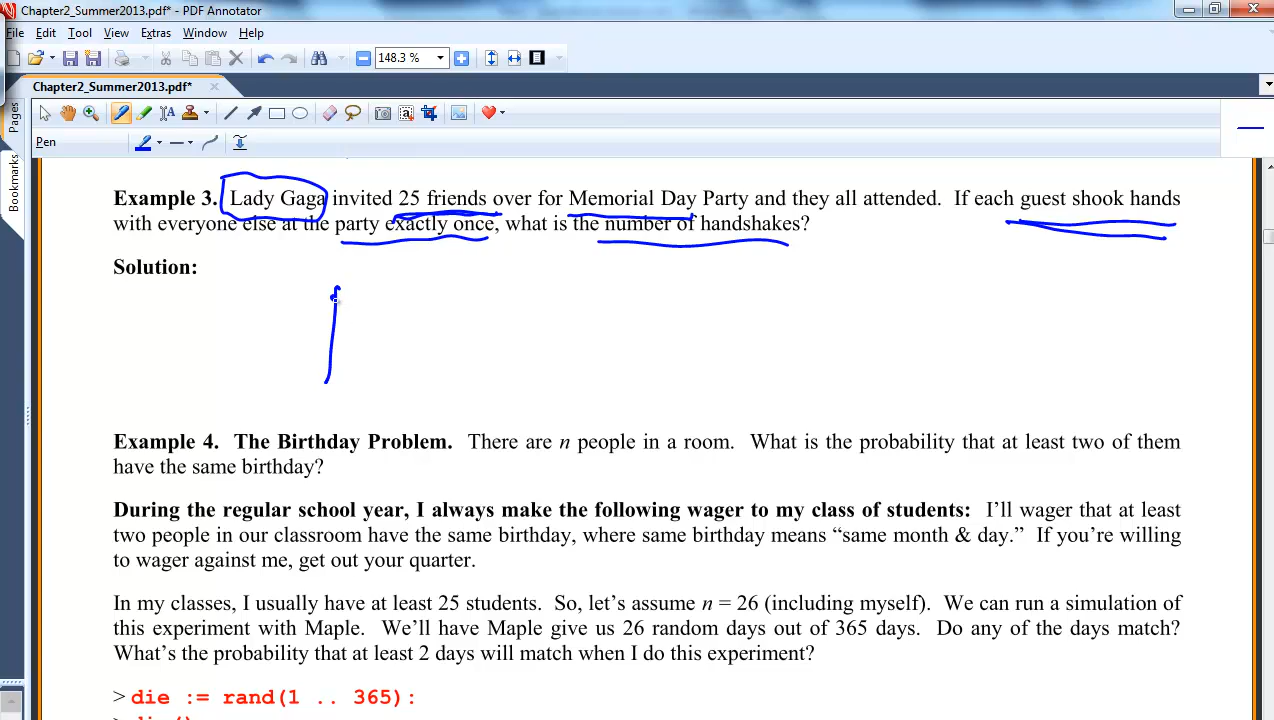 Chapter2_Summer2013.pdf* - PDF Annotator
File Edit Tool View Extras Window Help
148.3 %
Chapter2_Summer2013.pdf*
Pages
Bookmarks
Pen
Example 3. Lady Gaga invited 25 friends over for Memorial Day Party and they all attended. If each guest shook hands
with everyone else at the party exactly once, what is the number of handshakes?
Solution:
Example 4. The Birthday Problem. There are n people in a room. What is the probability that at least two of them
have the same birthday?
During the regular school year, I always make the following wager to my class of students: I'll wager that at least
two people in our classroom have the same birthday, where same birthday means “same month & day.” If you're willing
to wager against me, get out your quarter.
In my classes, I usually have at least 25 students. So, let's assume n = 26 (including myself). We can run a simulation of
this experiment with Maple. We'll have Maple give us 26 random days out of 365 days. Do any of the days match?
What's the probability that at least 2 days will match when I do this experiment?
> die := rand(1 .. 365):